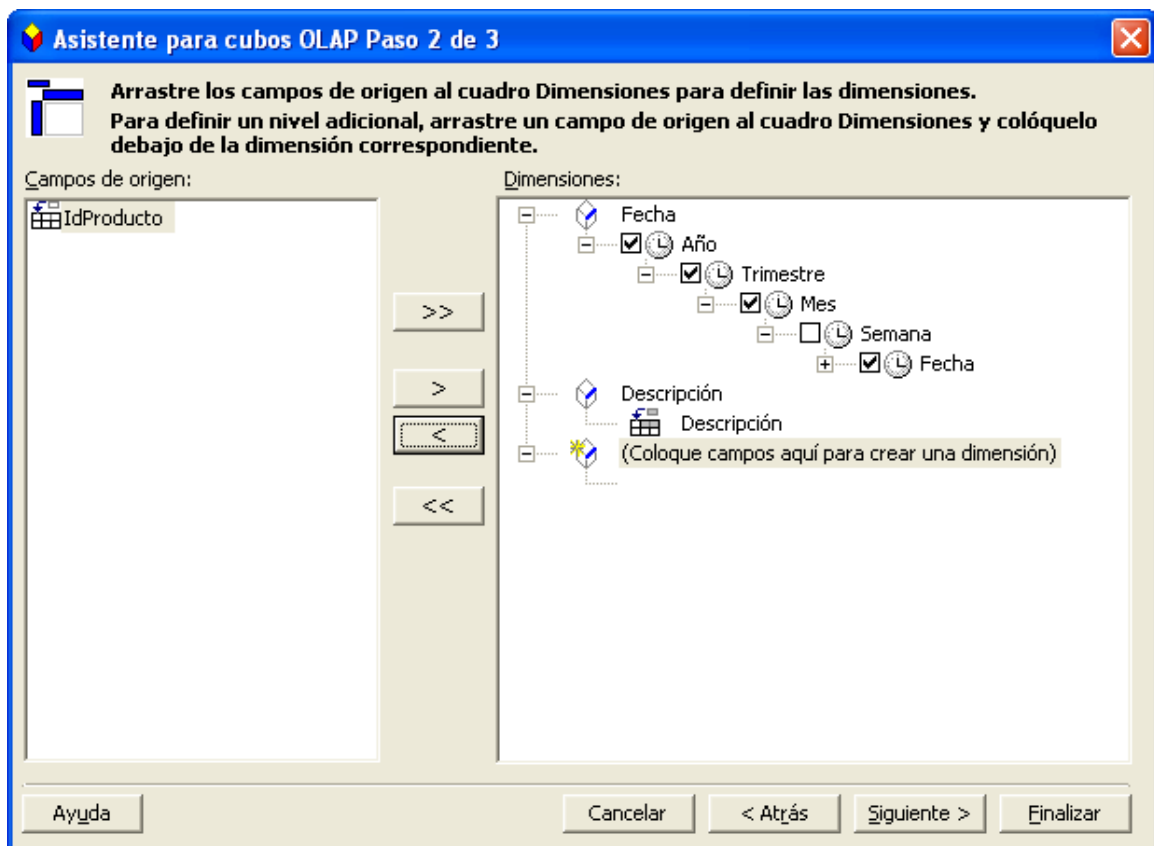 Asistente para cubos OLAP Paso 2 de 3
Arrastre los campos de origen al cuadro Dimensiones para definir las dimensiones.
Para definir un nivel adicional, arrastre un campo de origen al cuadro Dimensiones y colóquelo
debajo de la dimensión correspondiente.
Campos de origen:
IdProducto
>>
>
<
<<
Dimensiones:
Fecha
Año
Trimestre
Mes
Semana
Fecha
Descripción
Descripción
(Coloque campos aquí para crear una dimensión)
Ayuda
Cancelar
< Atrás
Siguiente >
Finalizar